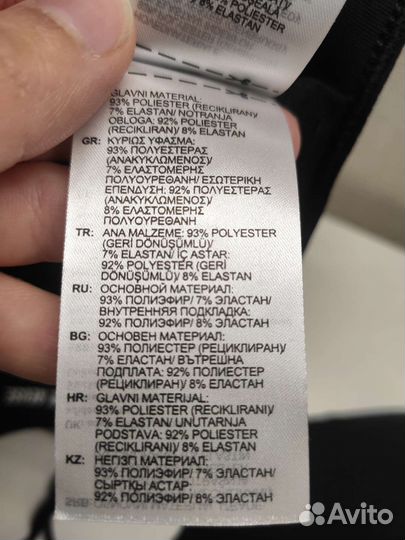 8% ELASTAN
GLAVNI MATERIAL:
93% POLIESTER (RECIKLIRAN)/
7% ELASTAN/ NOTRANJA
OBLOGA: 92% POLIESTER
(RECIKLIRAN)/ 8% ELASTAN
GR: ΚΥΡΙΩΣ ΥΦΑΣΜΑ:
93% ΠΟΛΥΕΣΤΕΡΑΣ
(ΑΝΑΚΥΚΛΩΜΕΝΟΣ)/
7% ΕΛΑΣΤΟΜΕΡΗΣ
ΠΟΛΥΟΥΡΕΘΑΝΗ/ ΕΣΩΤΕΡΙΚΗ
ΕΠΕΝΔΥΣΗ: 92% ΠΟΛΥΕΣΤΕΡΑΣ
(ΑΝΑΚΥΚΛΩΜΕΝΟΣ)/
8% ΕΛΑΣΤΟΜΕΡΗΣ
ΠΟΛΥΟΥΡΕΘΑΝΗ
TR: ANA MALZEME: 93% POLYESTER
(GERİ DÖNÜŞÜMLÜ)/
7% ELASTAN/ İÇ ASTAR:
92% POLYESTER (GERİ
DÖNÜŞÜMLÜ)/ 8% ELASTAN
RU: ОСНОВНОЙ МАТЕРИАЛ:
93% ПОЛИЭФИР/ 7% ЭЛАСТАН/
ВНУТРЕННЯЯ ПОДКЛАДКА:
92% ПОЛИЭФИР/ 8% ЭЛАСТАН
BG: ОСНОВЕН МАТЕРИАЛ:
93% ПОЛИЕСТЕР (РЕЦИКЛИРАН)/
7% ЕЛАСТАН/ ВЪТРЕШНА
ПОДПЛАТА: 92% ПОЛИЕСТЕР
(РЕЦИКЛИРАН)/ 8% ЕЛАСТАН
HR: GLAVNI MATERIJAL:
93% POLIESTER (RECIKLIRANI)/
7% ELASTAN/ UNUTARNJA
PODSTAVA: 92% POLIESTER
(RECIKLIRANI)/ 8% ELASTAN
KZ: НЕГІЗГІ МАТЕРИАЛ:
93% ПОЛИЭФИР/ 7% ЭЛАСТАН/
СЫРТҚЫ АСТАР:
92% ПОЛИЭФИР/ 8% ЭЛАСТАН
Avito